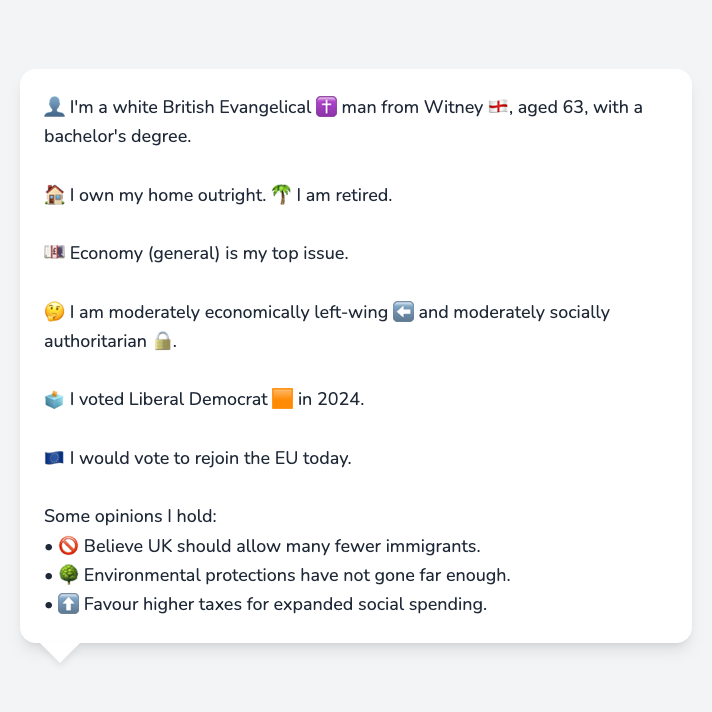 👤 I'm a white British Evangelical ✝️ man from Witney 🏴󠁧󠁢󠁥󠁮󠁧󠁿, aged 63, with a
bachelor's degree.
🏠 I own my home outright. 🌴 I am retired.
💷 Economy (general) is my top issue.
🤔 I am moderately economically left-wing ⬅️ and moderately socially
authoritarian 🔒.
🗳️ I voted Liberal Democrat 🟧 in 2024.
🇪🇺 I would vote to rejoin the EU today.
Some opinions I hold:
• 🚫 Believe UK should allow many fewer immigrants.
• 🌳 Environmental protections have not gone far enough.
• ⬆️ Favour higher taxes for expanded social spending.